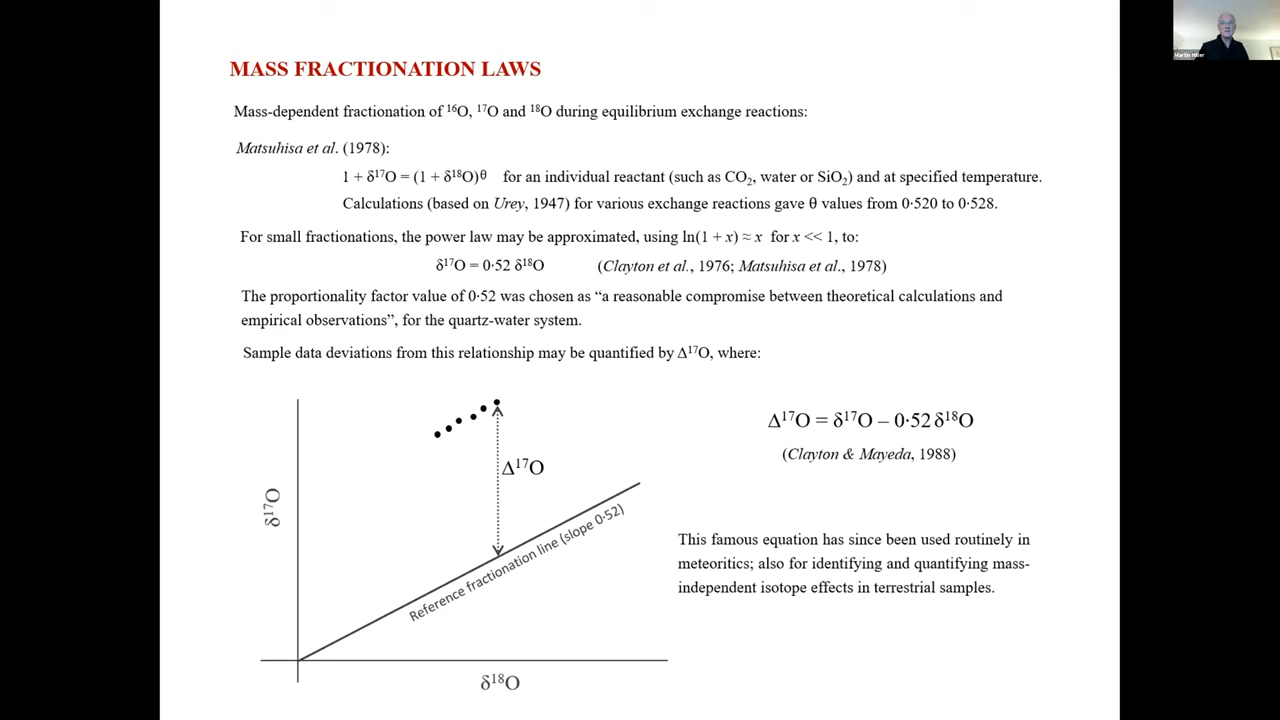 MASS FRACTIONATION LAWS
Mass-dependent fractionation of ¹⁶O, ¹⁷O and ¹⁸O during equilibrium exchange reactions:
Matsuhisa et al. (1978):
1 + δ¹⁷O = (1 + δ¹⁸O)θ for an individual reactant (such as CO₂, water or SiO₂) and at specified temperature.
Calculations (based on Urey, 1947) for various exchange reactions gave θ values from 0·520 to 0·528.
For small fractionations, the power law may be approximated, using ln(1 + x) ≈ x for x << 1, to:
δ¹⁷O = 0·52 δ¹⁸O (Clayton et al., 1976; Matsuhisa et al., 1978)
The proportionality factor value of 0·52 was chosen as “a reasonable compromise between theoretical calculations and
empirical observations”, for the quartz-water system.
Sample data deviations from this relationship may be quantified by Δ¹⁷O, where:
Δ¹⁷O = δ¹⁷O – 0·52 δ¹⁸O
(Clayton & Mayeda, 1988)
This famous equation has since been used routinely in
meteoritics; also for identifying and quantifying mass-
independent isotope effects in terrestrial samples.
δ¹⁷O
Δ¹⁷O
Reference fractionation line (slope 0·52)
δ¹⁸O
Martin Miller